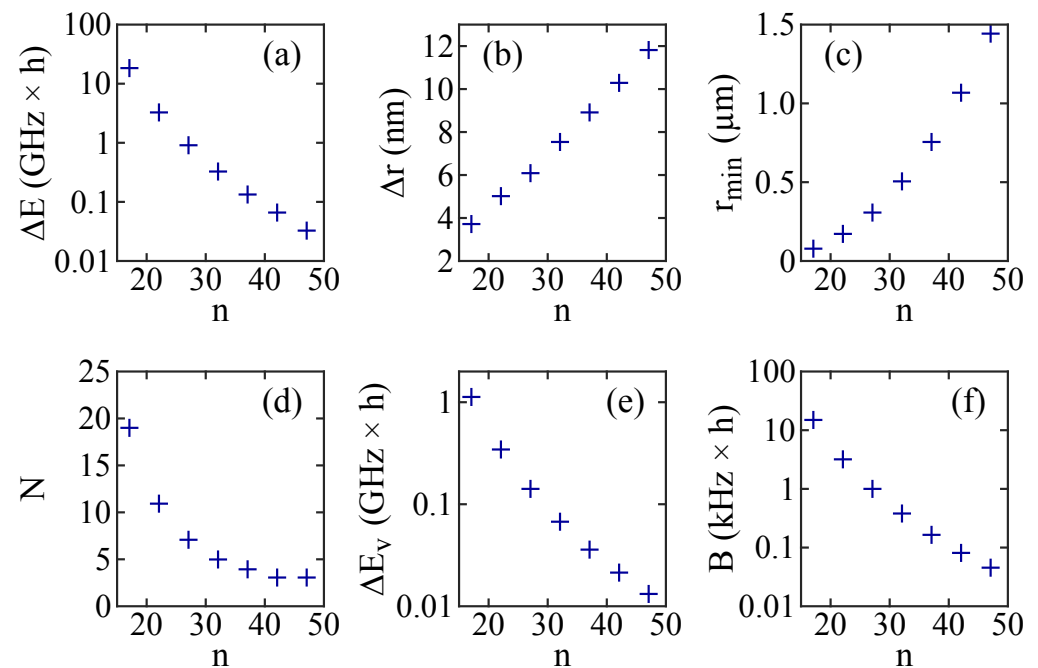 (a)
ΔE (GHz × h)
100
10
1
0.1
0.01
20 30 40 50
n
(b)
Δr (nm)
12
10
8
6
4
2
20 30 40 50
n
(c)
r_min (μm)
1.5
1.0
0.5
0
20 30 40 50
n
(d)
N
25
20
15
10
5
0
20 30 40 50
n
(e)
ΔE_v (GHz × h)
1
0.1
0.01
20 30 40 50
n
(f)
B (kHz × h)
100
10
1
0.1
0.01
20 30 40 50
n